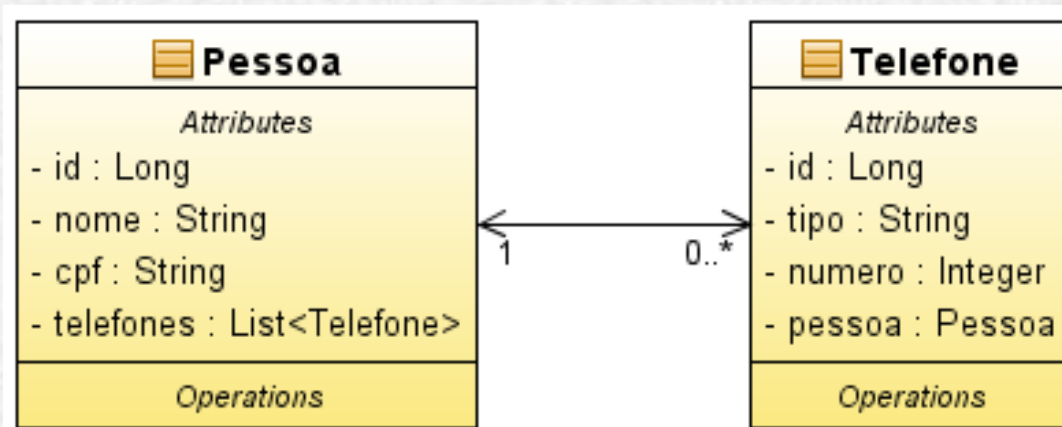 Pessoa
Attributes
- id : Long
- nome : String
- cpf : String
- telefones : List<Telefone>
Operations
1
0..*
Telefone
Attributes
- id : Long
- tipo : String
- numero : Integer
- pessoa : Pessoa
Operations